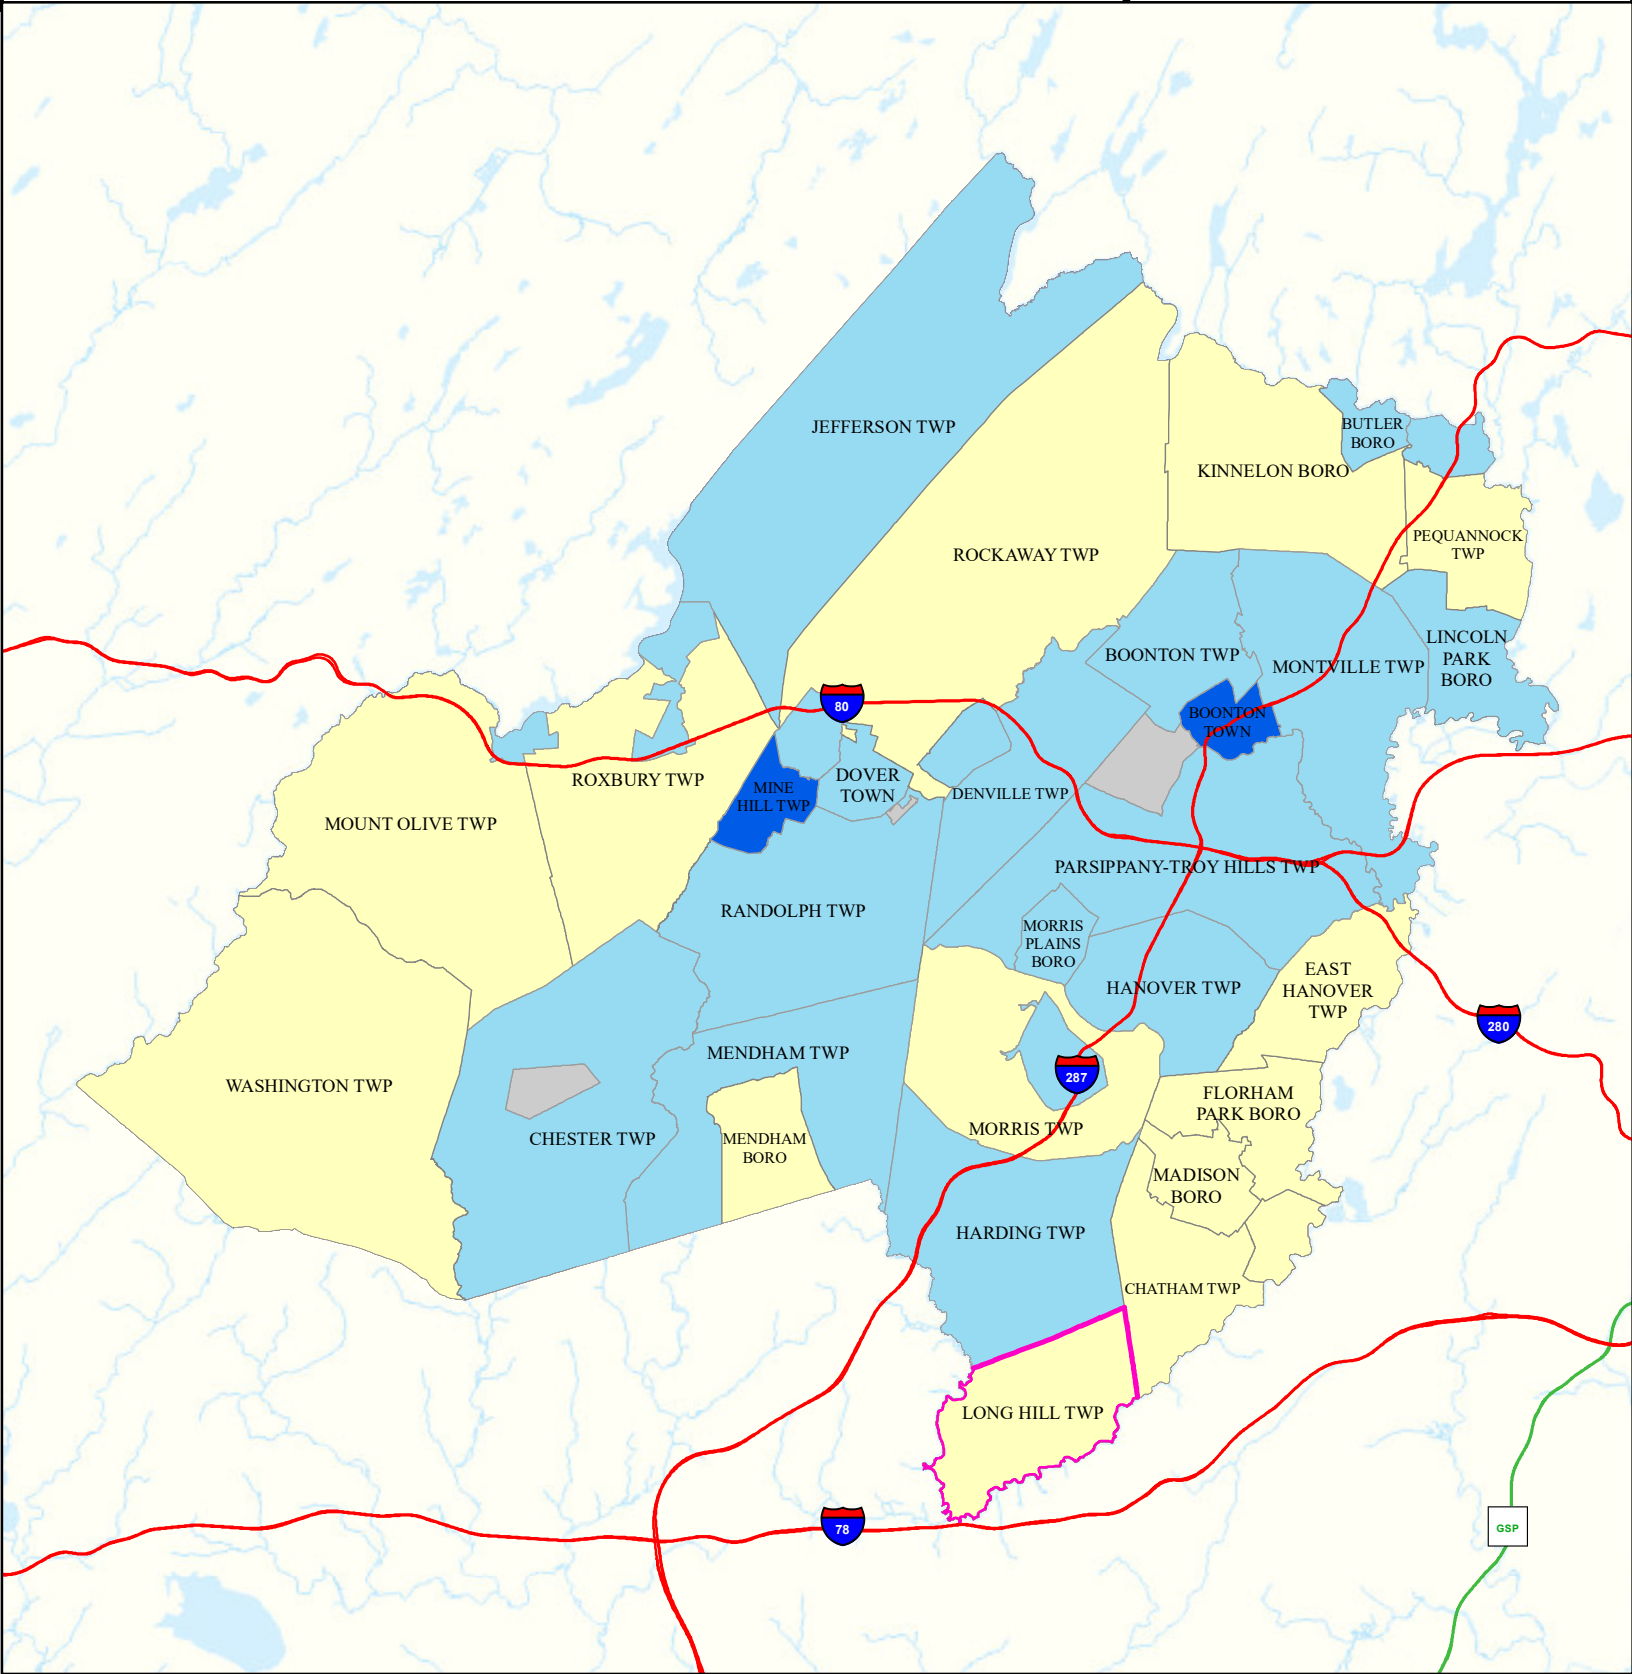 JEFFERSON TWP
BUTLER
BORO
KINNELON BORO
PEQUANNOCK
TWP
ROCKAWAY TWP
LINCOLN
PARK
BORO
BOONTON TWP
MONTVILLE TWP
80
BOONTON
TOWN
ROXBURY TWP
DOVER
TOWN
MINE
HILL TWP
DENVILLE TWP
MOUNT OLIVE TWP
PARSIPPANY-TROY HILLS TWP
RANDOLPH TWP
MORRIS
PLAINS
BORO
EAST
HANOVER
TWP
HANOVER TWP
280
MENDHAM TWP
287
WASHINGTON TWP
FLORHAM
PARK BORO
MORRIS TWP
CHESTER TWP
MENDHAM
BORO
MADISON
BORO
HARDING TWP
CHATHAM TWP
LONG HILL TWP
78
GSP